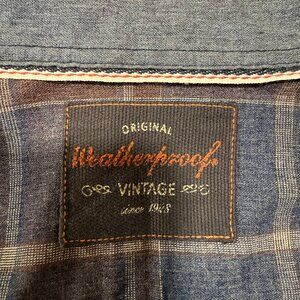 ORIGINAL
Weatherproof
VINTAGE
since 1948